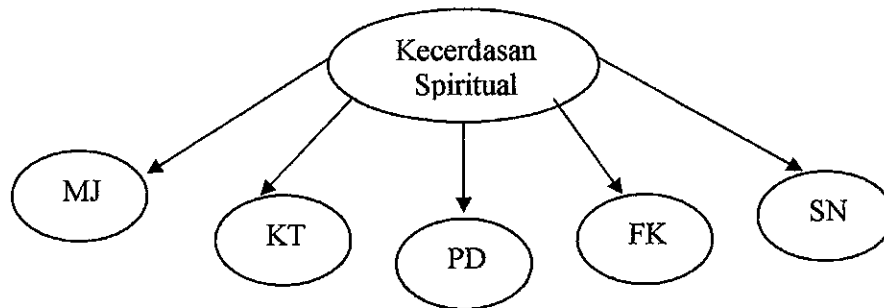 Kecerdasan
Spiritual
MJ
KT
PD
FK
SN